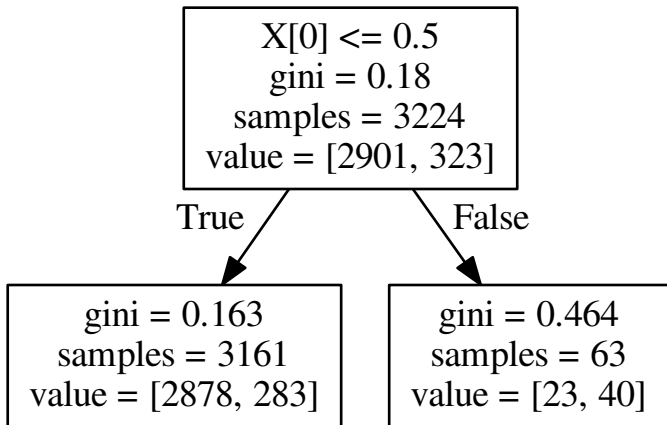 X[0] <= 0.5
gini = 0.18
samples = 3224
value = [2901, 323]
True
False
gini = 0.163
samples = 3161
value = [2878, 283]
gini = 0.464
samples = 63
value = [23, 40]